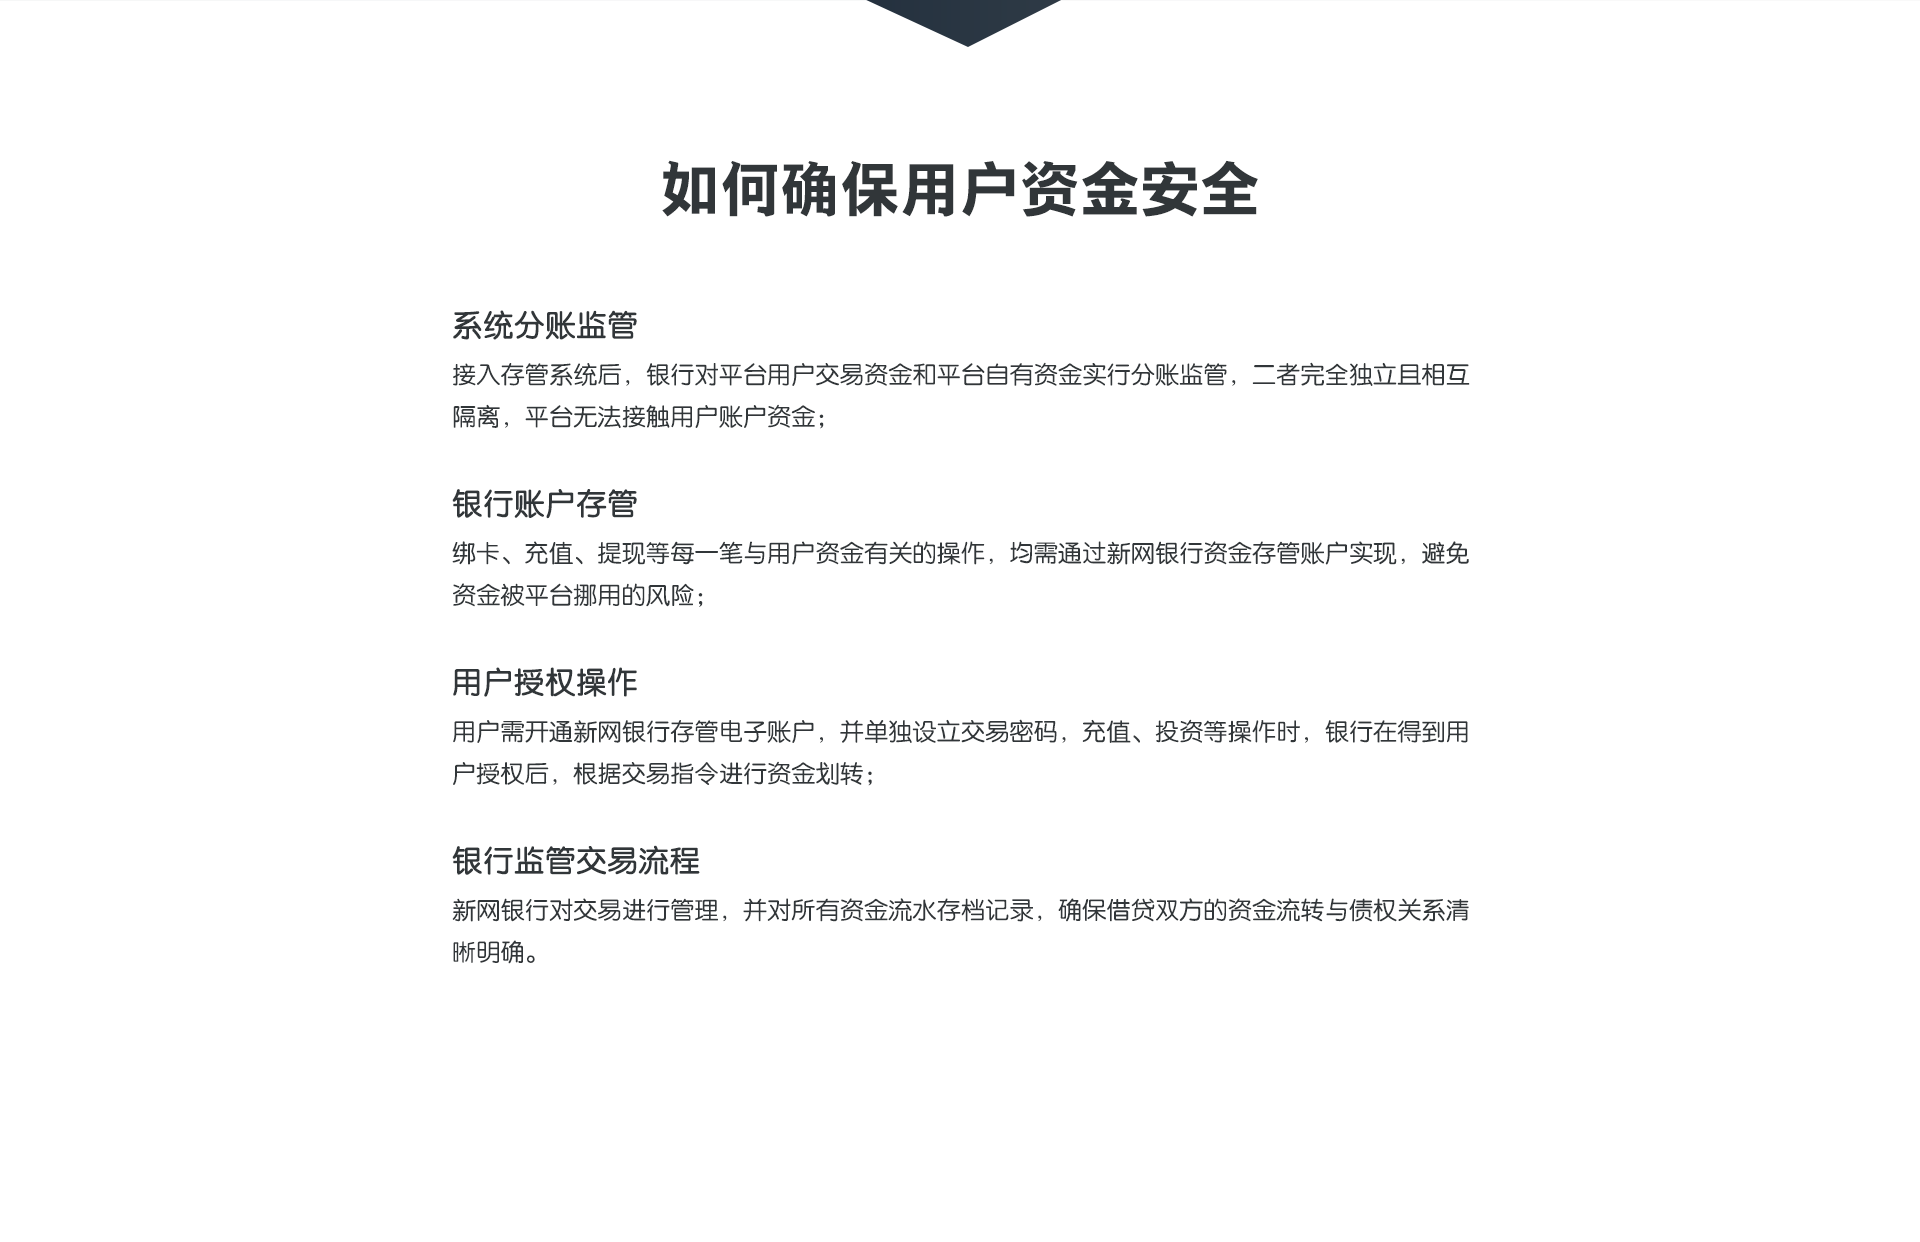 如何确保用户资金安全
系统分账监管
接入存管系统后，银行对平台用户交易资金和平台自有资金实行分账监管，二者完全独立且相互
隔离，平台无法接触用户账户资金；
银行账户存管
绑卡、充值、提现等每一笔与用户资金有关的操作，均需通过新网银行资金存管账户实现，避免
资金被平台挪用的风险；
用户授权操作
用户需开通新网银行存管电子账户，并单独设立交易密码，充值、投资等操作时，银行在得到用
户授权后，根据交易指令进行资金划转；
银行监管交易流程
新网银行对交易进行管理，并对所有资金流水存档记录，确保借贷双方的资金流转与债权关系清
晰明确。